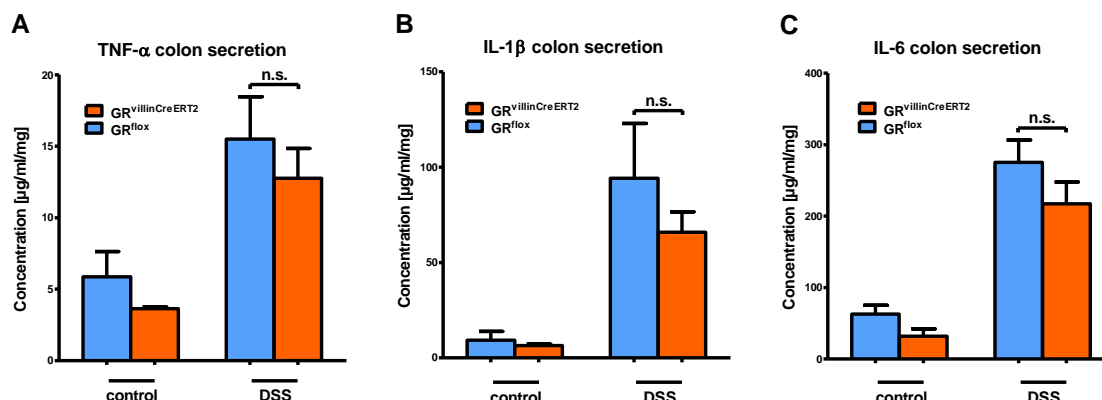 A
TNF-α colon secretion
n.s.
GR^villinCreERT2
GR^flox
Concentration [µg/ml/mg]
20
15
10
5
0
control
DSS
B
IL-1β colon secretion
n.s.
GR^villinCreERT2
GR^flox
Concentration [µg/ml/mg]
150
100
50
0
control
DSS
C
IL-6 colon secretion
n.s.
GR^villinCreERT2
GR^flox
Concentration [µg/ml/mg]
400
300
200
100
0
control
DSS